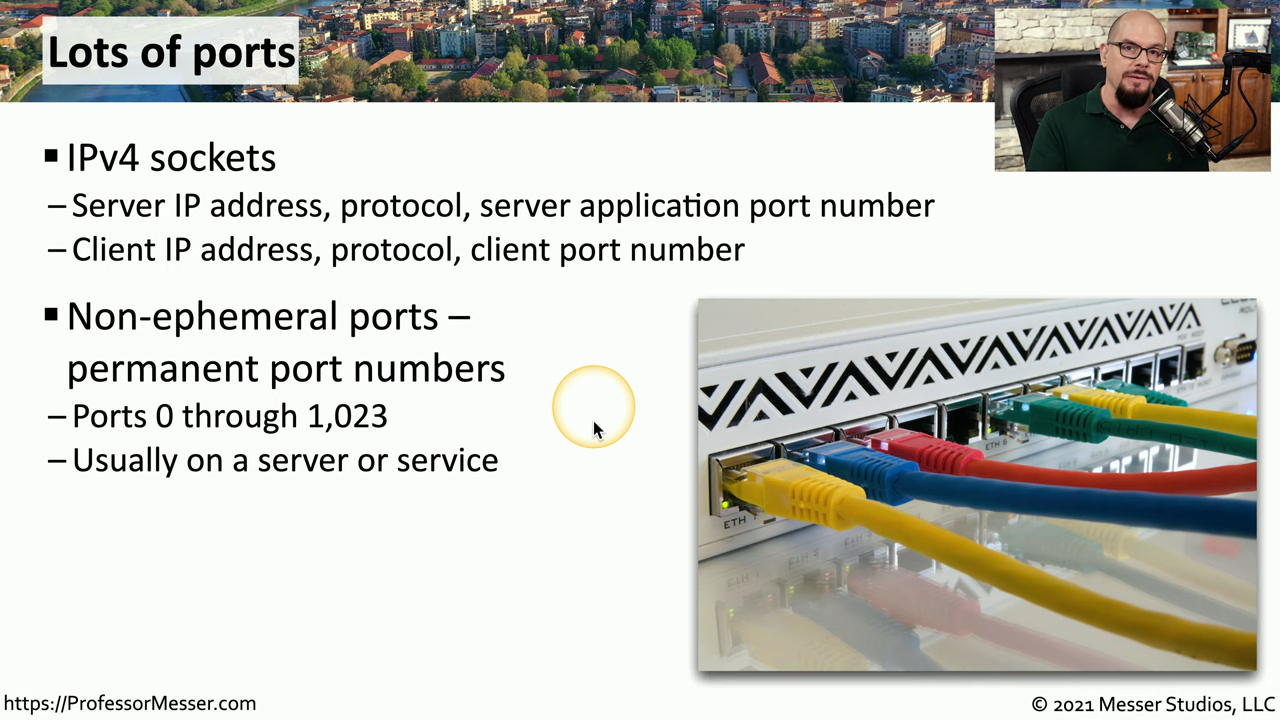 Lots of ports
▪ IPv4 sockets
– Server IP address, protocol, server application port number
– Client IP address, protocol, client port number
▪ Non-ephemeral ports –
permanent port numbers
– Ports 0 through 1,023
– Usually on a server or service
ETH
https://ProfessorMesser.com
© 2021 Messer Studios, LLC